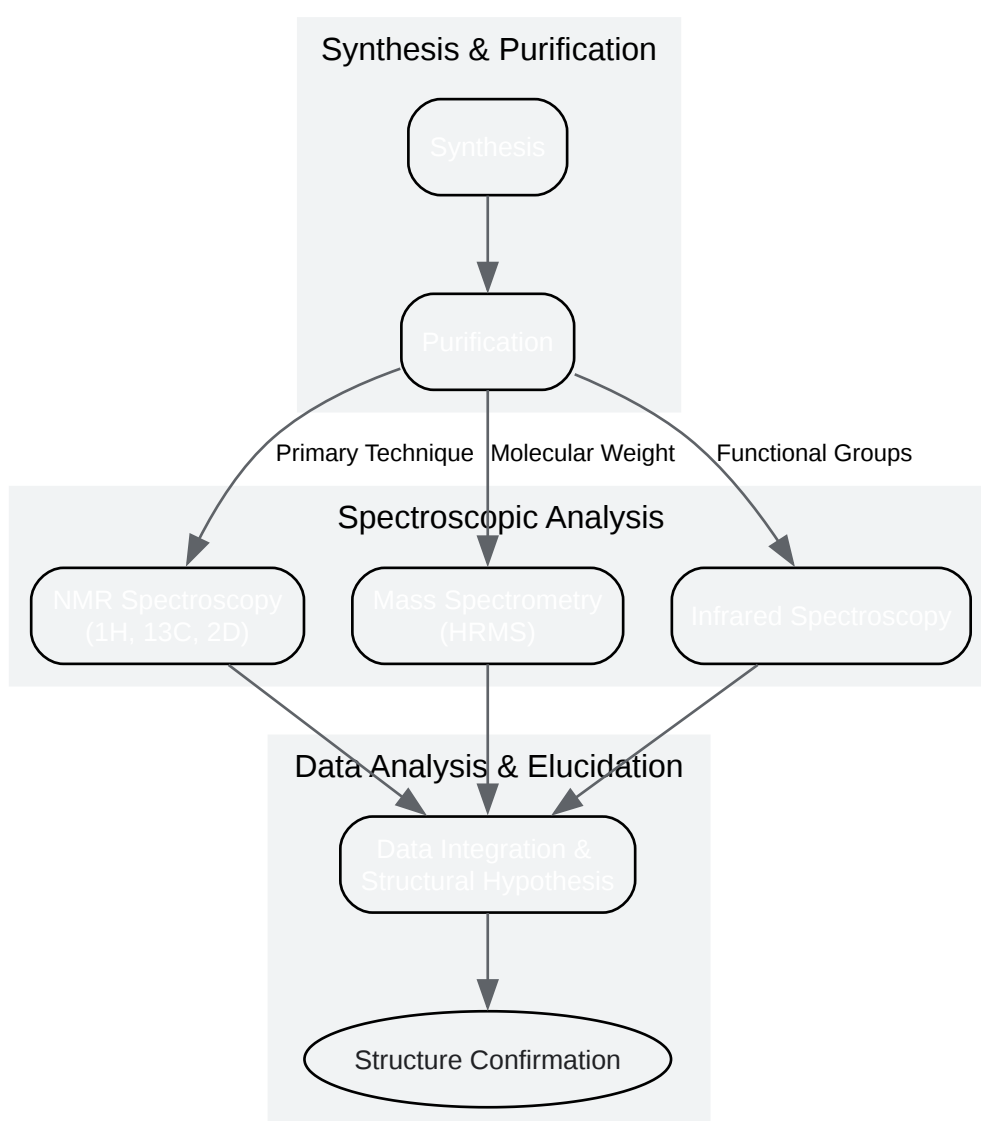 Synthesis & Purification
Synthesis
Purification
Primary Technique
Molecular Weight
Functional Groups
Spectroscopic Analysis
NMR Spectroscopy
(1H, 13C, 2D)
Mass Spectrometry
(HRMS)
Infrared Spectroscopy
Data Analysis & Elucidation
Data Integration &
Structural Hypothesis
Structure Confirmation